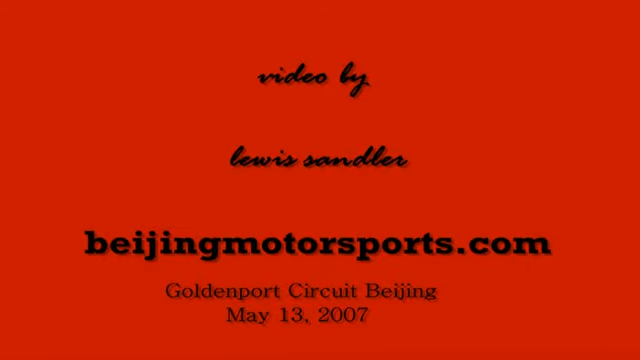 video by
lewis sandler
beijingmotorsports.com
Goldenport Circuit Beijing
May 13, 2007